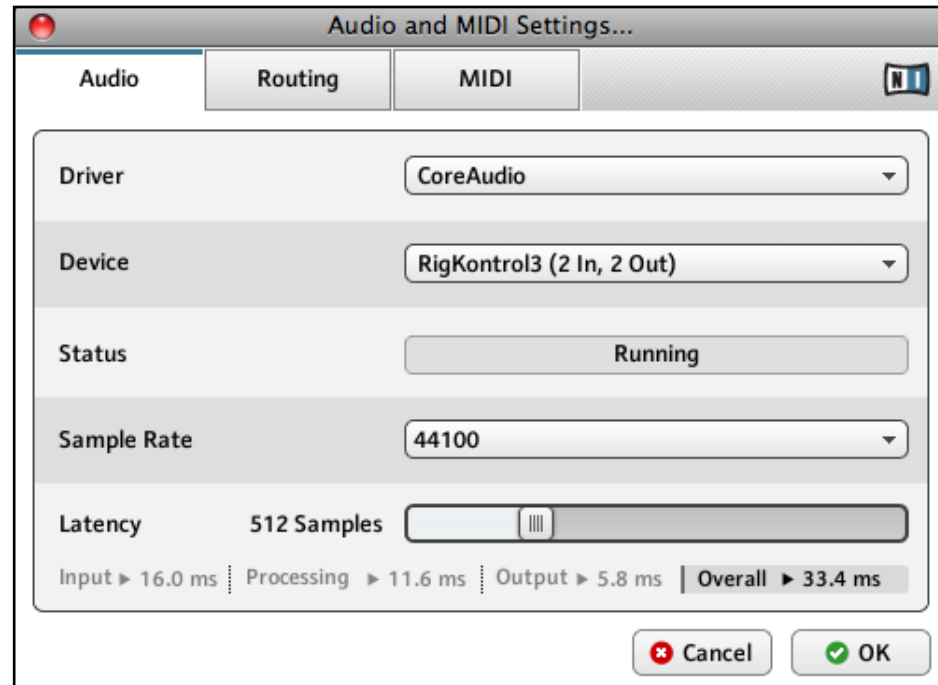 Audio and MIDI Settings...
Audio Routing MIDI NI
Driver CoreAudio
Device RigKontrol3 (2 In, 2 Out)
Status Running
Sample Rate 44100
Latency 512 Samples
Input ▸ 16.0 ms Processing ▸ 11.6 ms Output ▸ 5.8 ms Overall ▸ 33.4 ms
Cancel OK